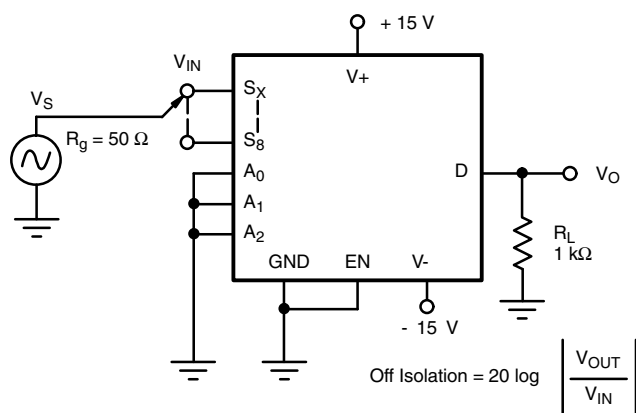 + 15 V
V+
V_IN
V_S
R_g = 50 Ω
S_X
S_8
A_0
A_1
A_2
D
V_O
R_L
1 kΩ
GND
EN
V-
- 15 V
Off Isolation = 20 log
V_OUT
V_IN